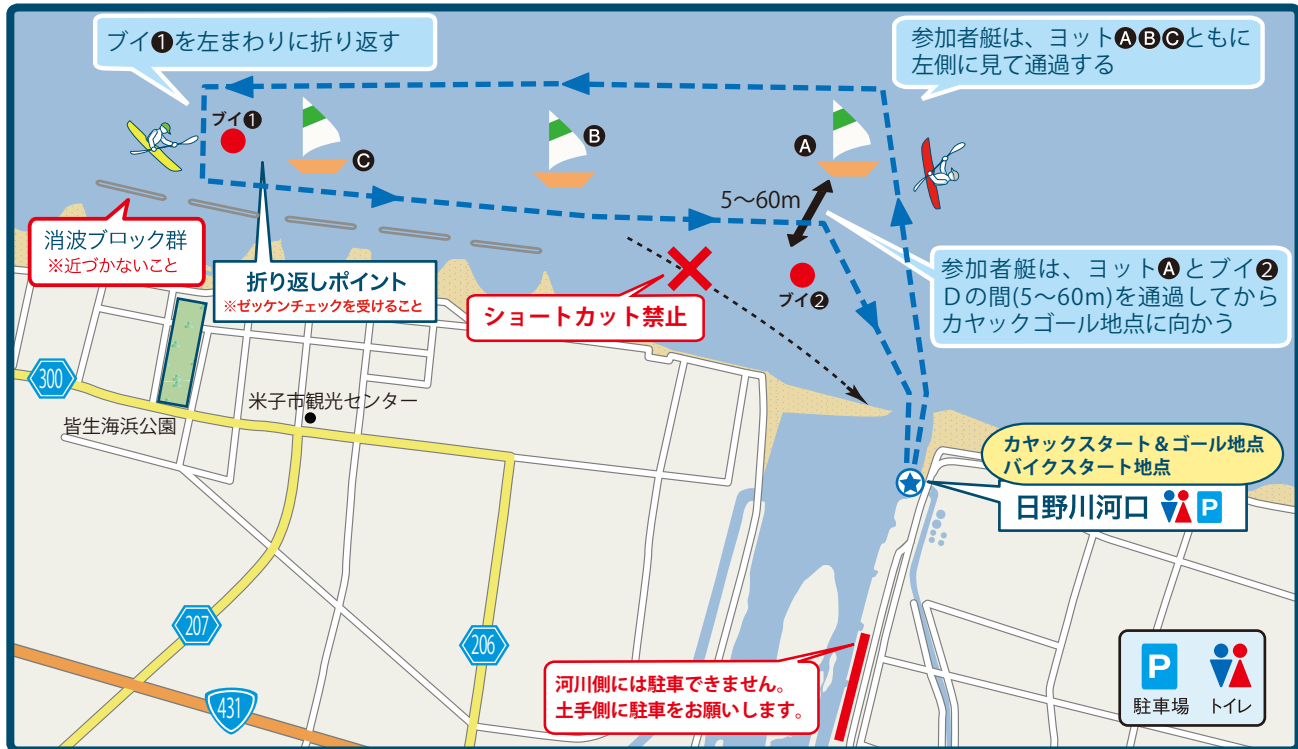 ブイ❶を左まわりに折り返す
参加者艇は、ヨットⒶⒷⒸともに
左側に見て通過する
ブイ❶
Ⓒ
Ⓑ
Ⓐ
5〜60m
消波ブロック群
※近づかないこと
折り返しポイント
※ゼッケンチェックを受けること
ショートカット禁止
ブイ❷
参加者艇は、ヨットⒶとブイ❷
Dの間(5〜60m)を通過してから
カヤックゴール地点に向かう
300
米子市観光センター
皆生海浜公園
カヤックスタート&ゴール地点
バイクスタート地点
日野川河口 P
207
206
431
河川側には駐車できません。
土手側に駐車をお願いします。
P
駐車場 トイレ